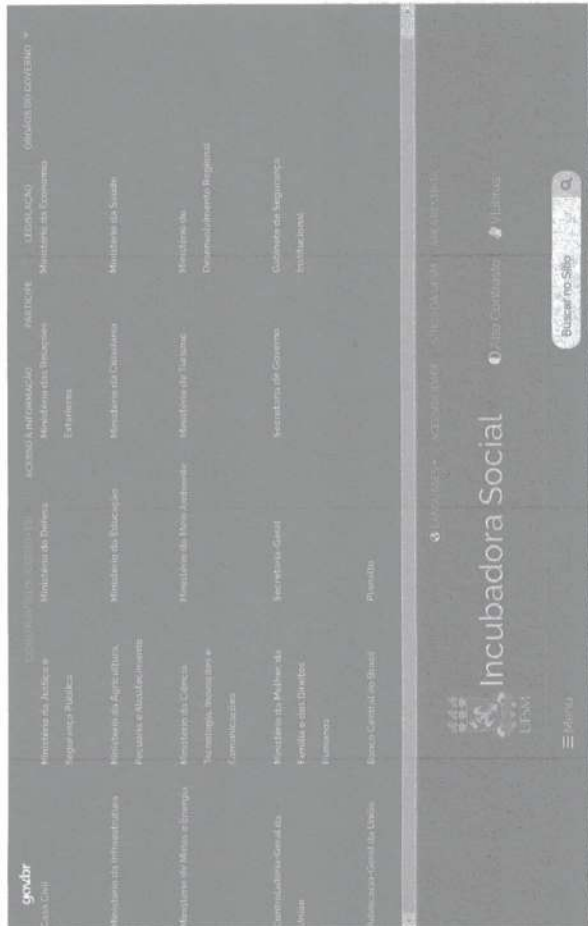 gov.br
ACESSO À INFORMAÇÃO
PARTICIPE
LEGISLAÇÃO
ÓRGÃOS DO GOVERNO
Casa Civil
Ministério da Justiça e
Segurança Pública
Ministério da Defesa
Ministério das Relações
Exteriores
Ministério da Economia
Ministério da Infraestrutura
Ministério da Agricultura,
Pecuária e Abastecimento
Ministério da Educação
Ministério da Cidadania
Ministério da Saúde
Ministério de Minas e Energia
Ministério da Ciência,
Tecnologia, Inovações e
Comunicações
Ministério do Meio Ambiente
Ministério do Turismo
Ministério do
Desenvolvimento Regional
Controladoria-Geral da
União
Ministério da Mulher, da
Família e dos Direitos
Humanos
Secretaria-Geral
Secretaria de Governo
Gabinete de Segurança
Institucional
Advocacia-Geral da União
Banco Central do Brasil
Planalto
LANGUAGES
UFSM
Incubadora Social
Alto Contraste
VLibras
Menu
Buscar no Sítio